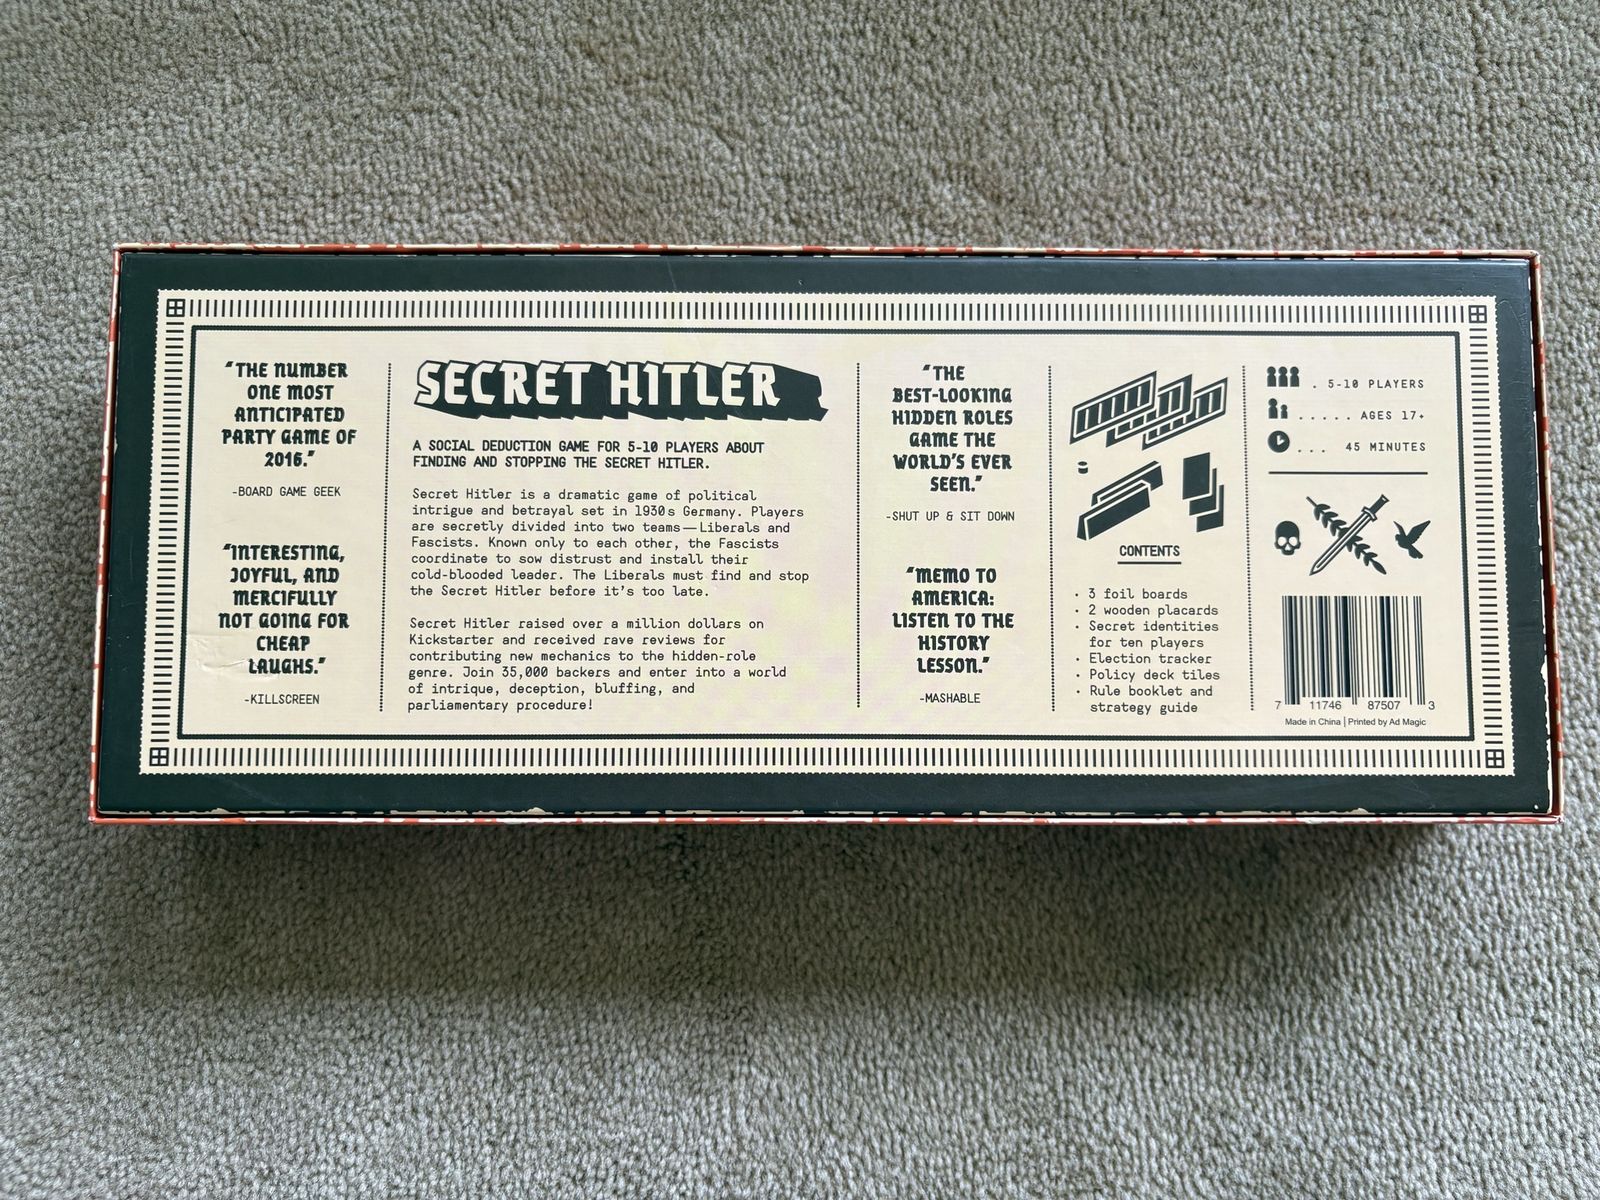 "THE NUMBER
ONE MOST
ANTICIPATED
PARTY GAME OF
2016."
-BOARD GAME GEEK
"INTERESTING,
JOYFUL, AND
MERCIFULLY
NOT GOING FOR
CHEAP
LAUGHS."
-KILLSCREEN
SECRET HITLER
A SOCIAL DEDUCTION GAME FOR 5-10 PLAYERS ABOUT
FINDING AND STOPPING THE SECRET HITLER.
Secret Hitler is a dramatic game of political
intrigue and betrayal set in 1930s Germany. Players
are secretly divided into two teams—Liberals and
Fascists. Known only to each other, the Fascists
coordinate to sow distrust and install their
cold-blooded leader. The Liberals must find and stop
the Secret Hitler before it's too late.
Secret Hitler raised over a million dollars on
Kickstarter and received rave reviews for
contributing new mechanics to the hidden-role
genre. Join 35,000 backers and enter into a world
of intrique, deception, bluffing, and
parliamentary procedure!
"THE
BEST-LOOKING
HIDDEN ROLES
GAME THE
WORLD'S EVER
SEEN."
-SHUT UP & SIT DOWN
"MEMO TO
AMERICA:
LISTEN TO THE
HISTORY
LESSON."
-MASHABLE
CONTENTS
· 3 foil boards
· 2 wooden placards
· Secret identities
for ten players
· Election tracker
· Policy deck tiles
· Rule booklet and
strategy guide
. 5-10 PLAYERS
..... AGES 17+
... 45 MINUTES
7 11746 87507 3
Made in China | Printed by Ad Magic